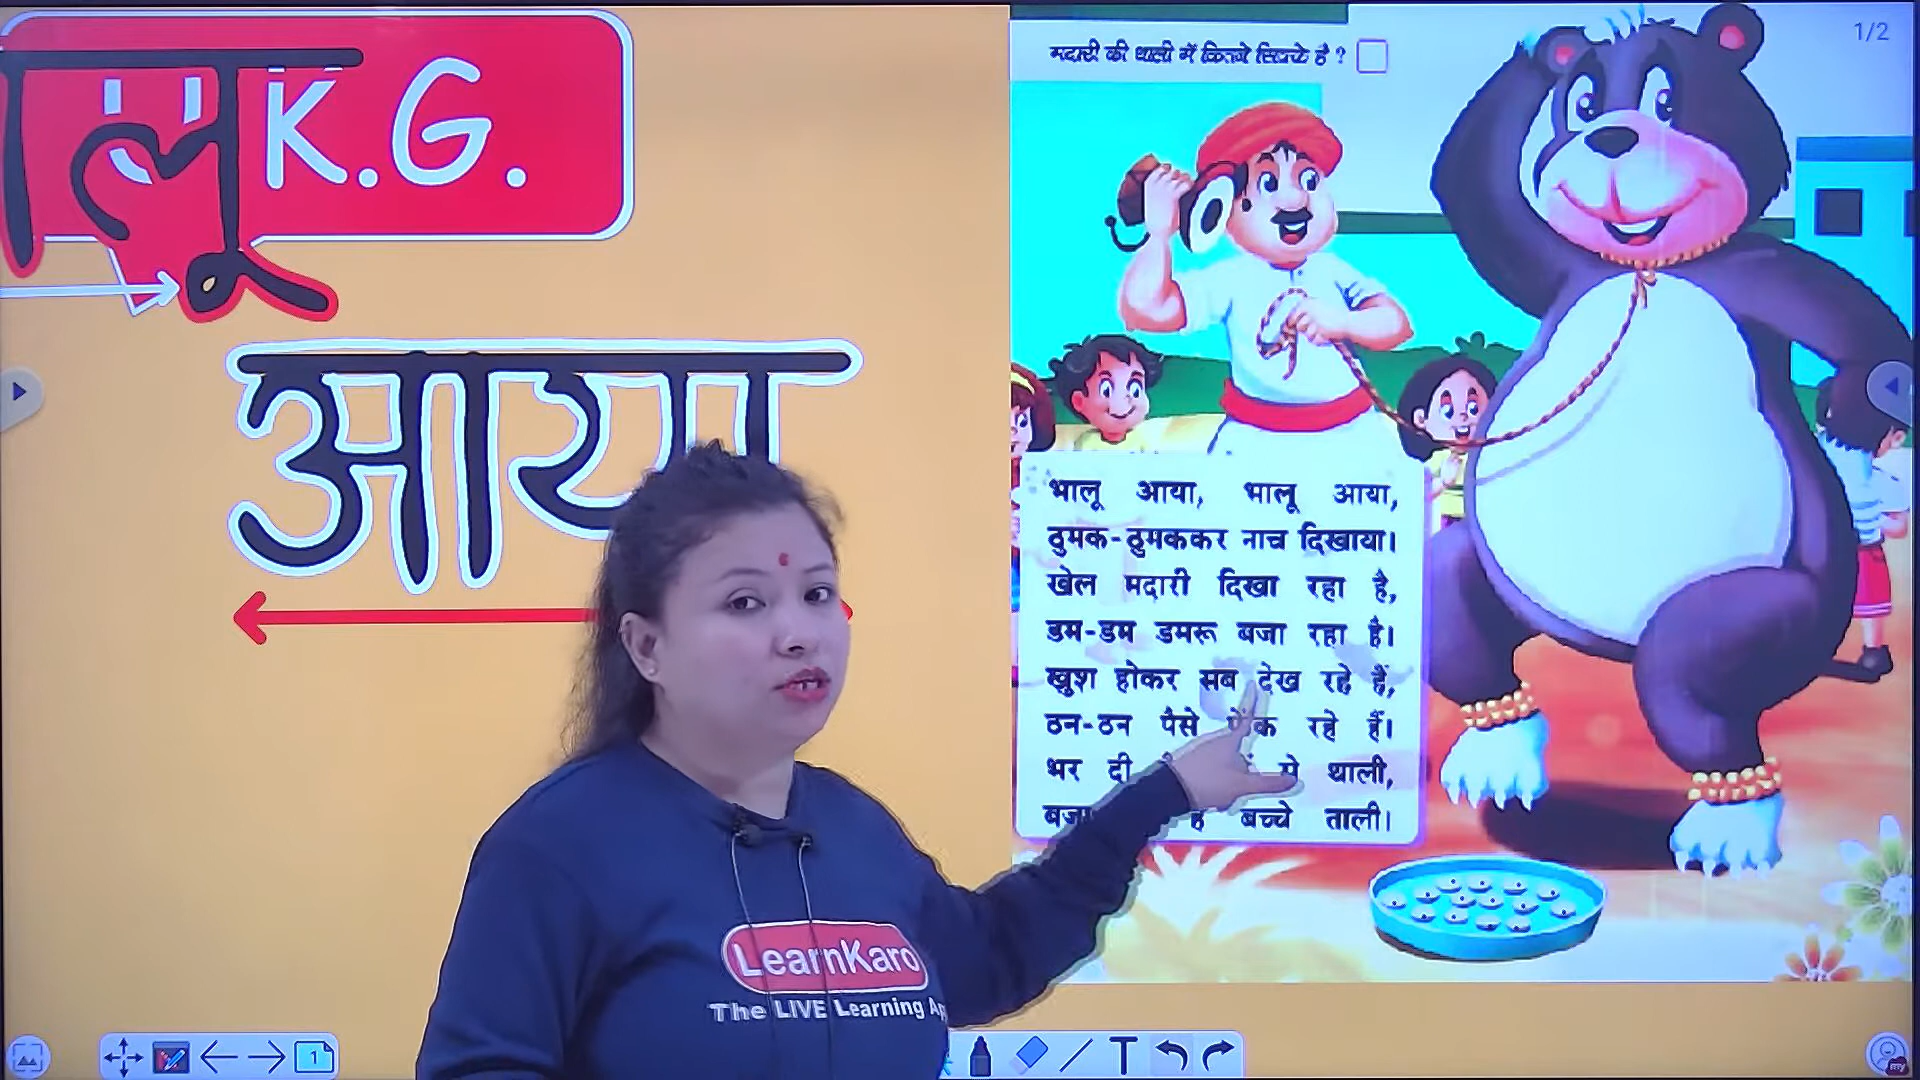 K.G.
लू
आया
1/2
मदारी की थाली में कितने सिक्के है ?
भालू आया, भालू आया,
ठुमक-ठुमककर नाच दिखाया।
खेल मदारी दिखा रहा है,
डम-डम डमरू बजा रहा है।
खुश होकर सब देख रहे हैं,
ठन-ठन पैसे फेंक रहे हैं।
भर दी से थाली,
बच्चे ताली।
LearnKaro
The LIVE Learning
1
T